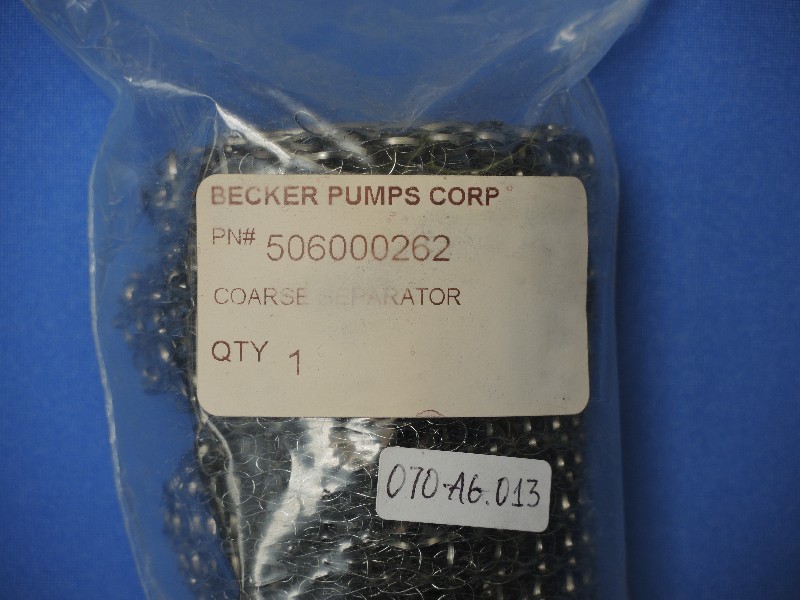 BECKER PUMPS CORP
PN# 506000262
COARSE SEPARATOR
QTY 1
070-A6.013